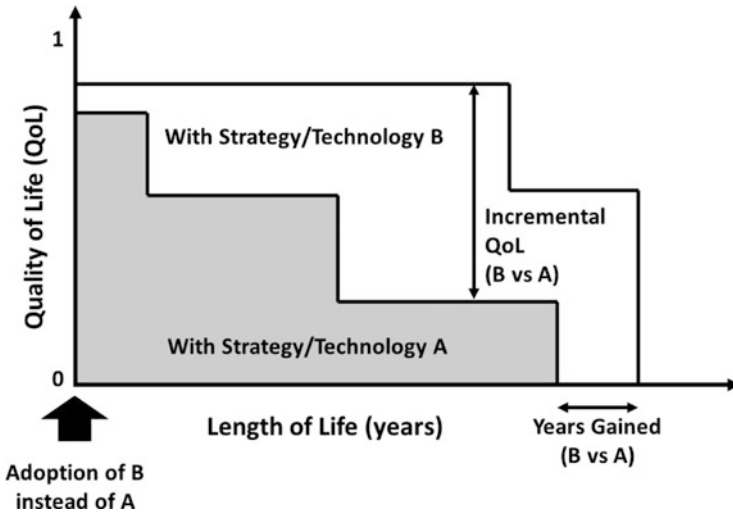 1
Quality of Life (QoL)
With Strategy/Technology B
Incremental
QoL
(B vs A)
With Strategy/Technology A
0
Length of Life (years)
Years Gained
(B vs A)
Adoption of B
instead of A